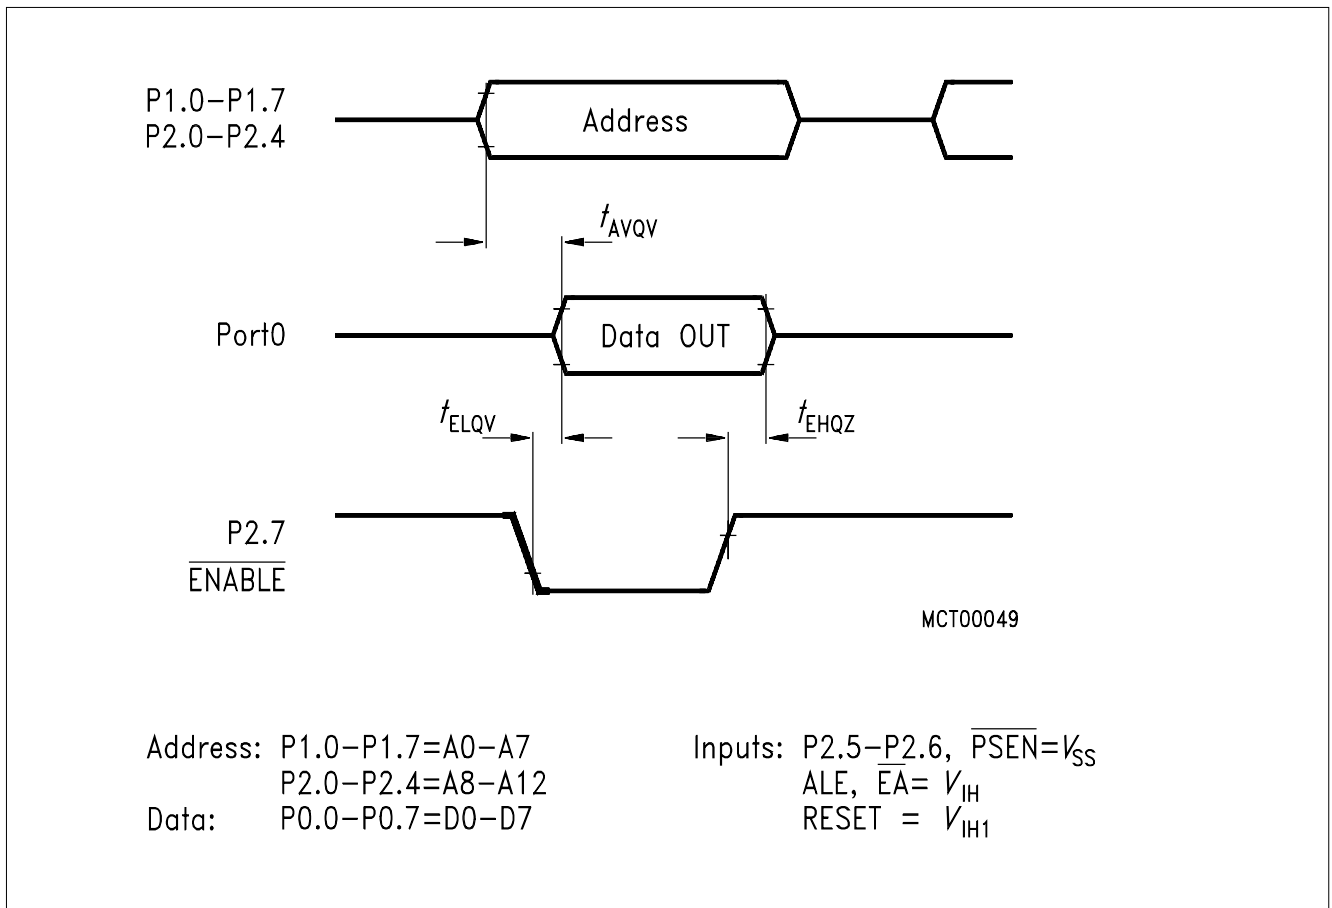 P1.0-P1.7
P2.0-P2.4
Address
tAVQV
Port0
Data OUT
tELQV
tEHQZ
P2.7
ENABLE
MCT00049
Address: P1.0-P1.7=A0-A7
P2.0-P2.4=A8-A12
Data: P0.0-P0.7=D0-D7
Inputs: P2.5-P2.6, PSEN=VSS
ALE, EA= VIH
RESET = VIH1